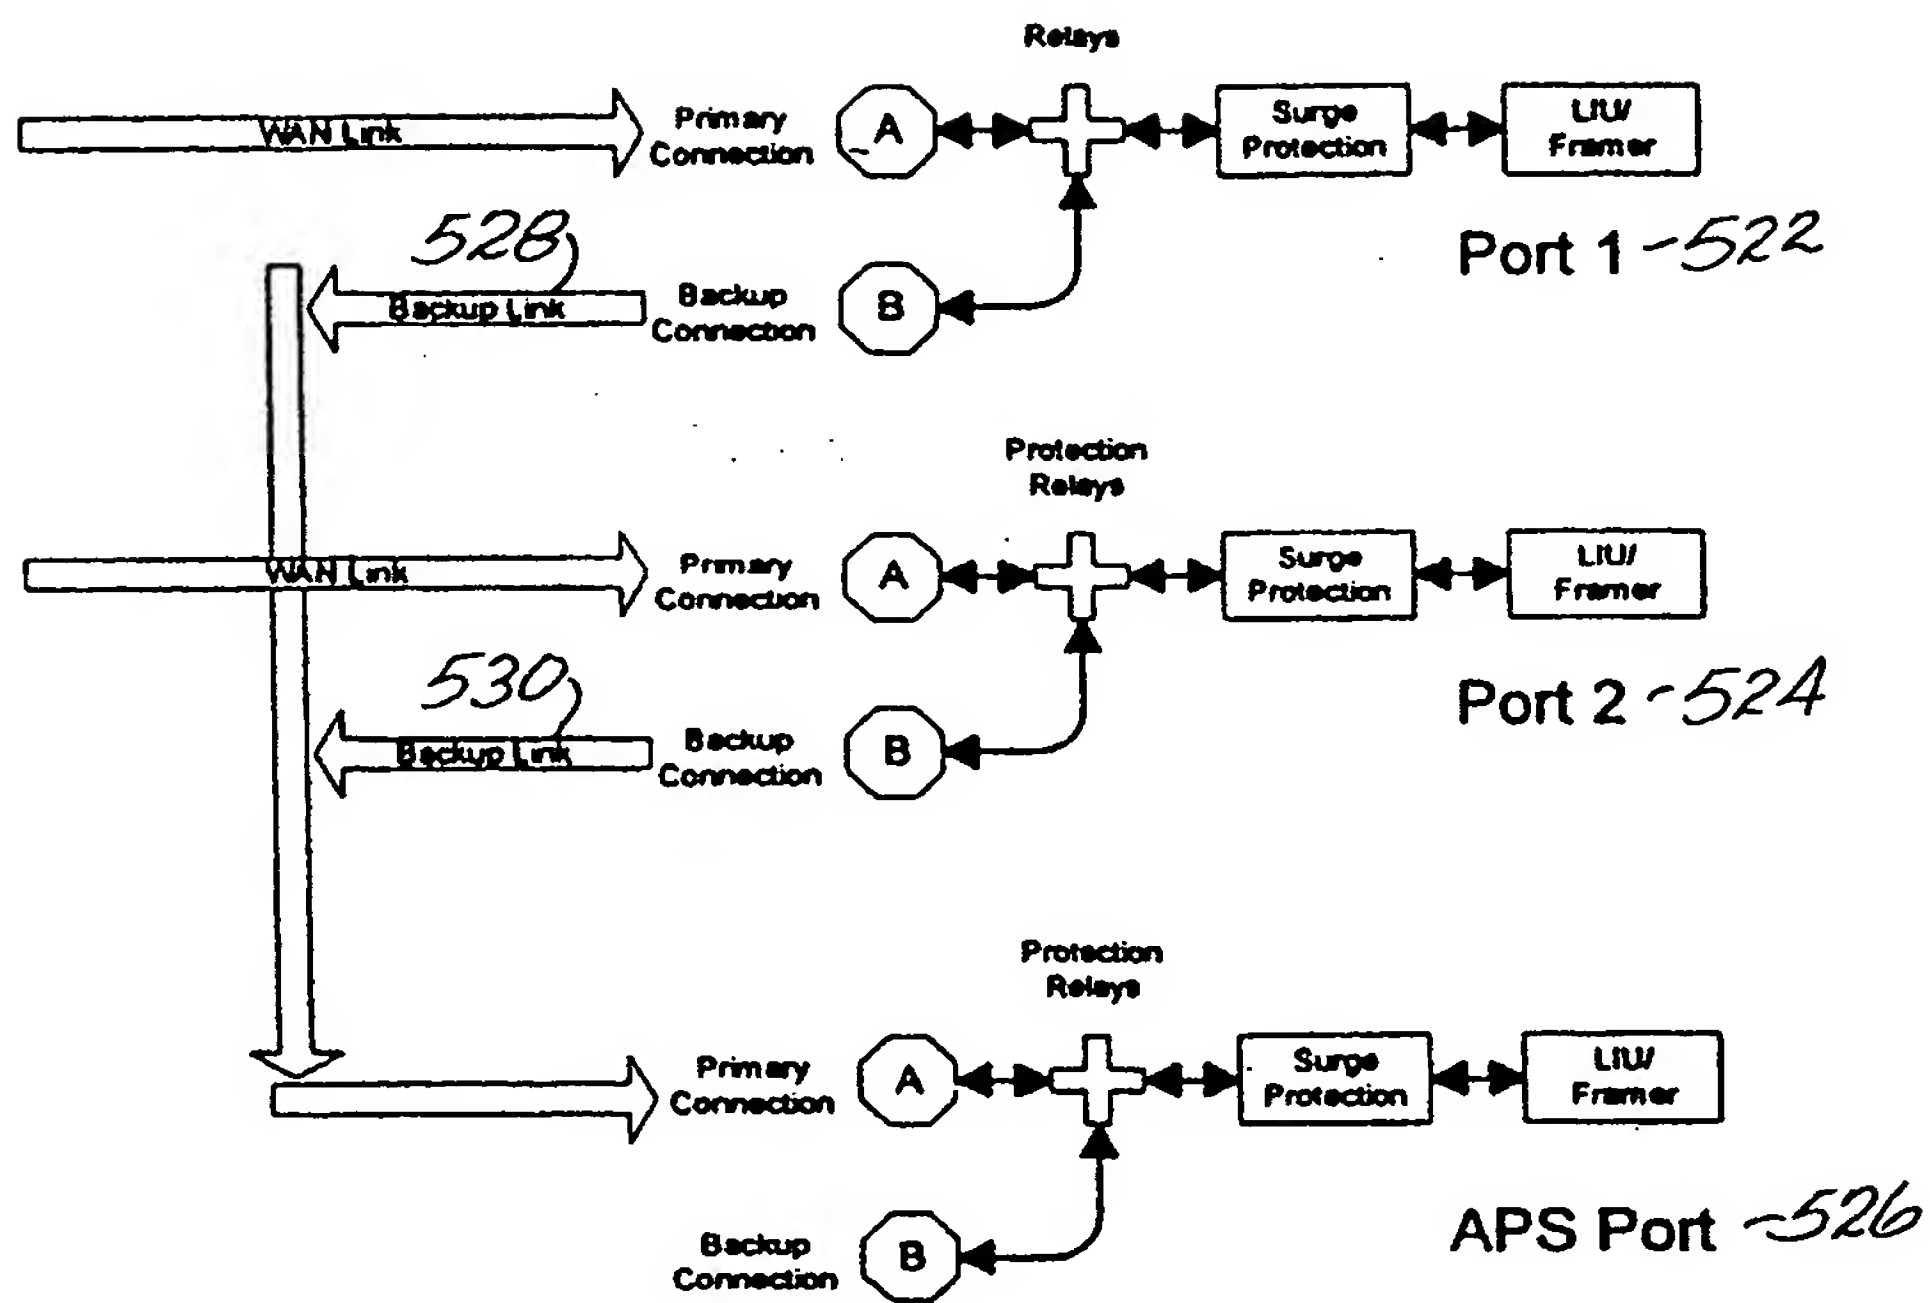 Relays
WAN Link
Primary
Connection
A
Surge
Protection
LIU/
Framer
Port 1 -522
528
Backup Link
Backup
Connection
B
Protection
Relays
WAN Link
Primary
Connection
A
Surge
Protection
LIU/
Framer
Port 2 -524
530
Backup Link
Backup
Connection
B
Protection
Relays
Primary
Connection
A
Surge
Protection
LIU/
Framer
APS Port -526
Backup
Connection
B